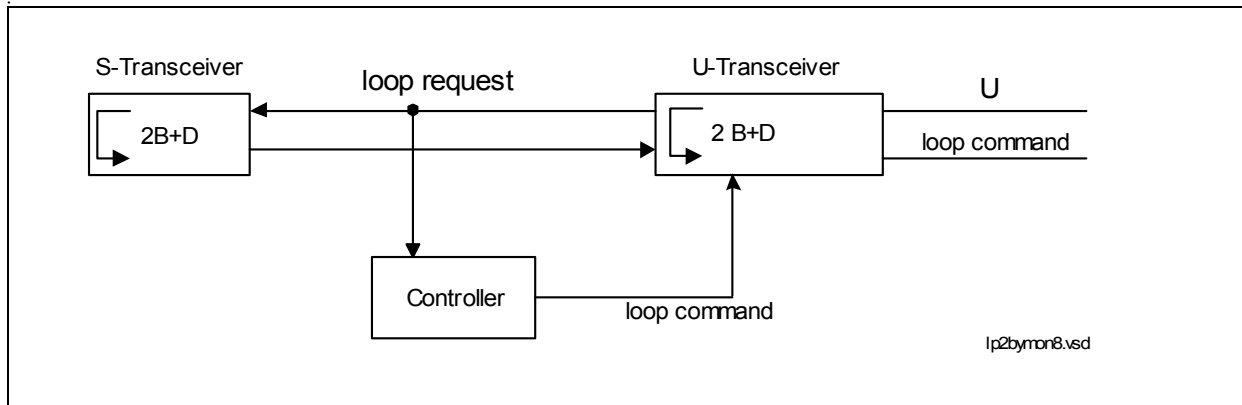 S-Transceiver
loop request
U-Transceiver
U
2B+D
2 B+D
loop command
Controller
loop command
lp2bymon8.vsd